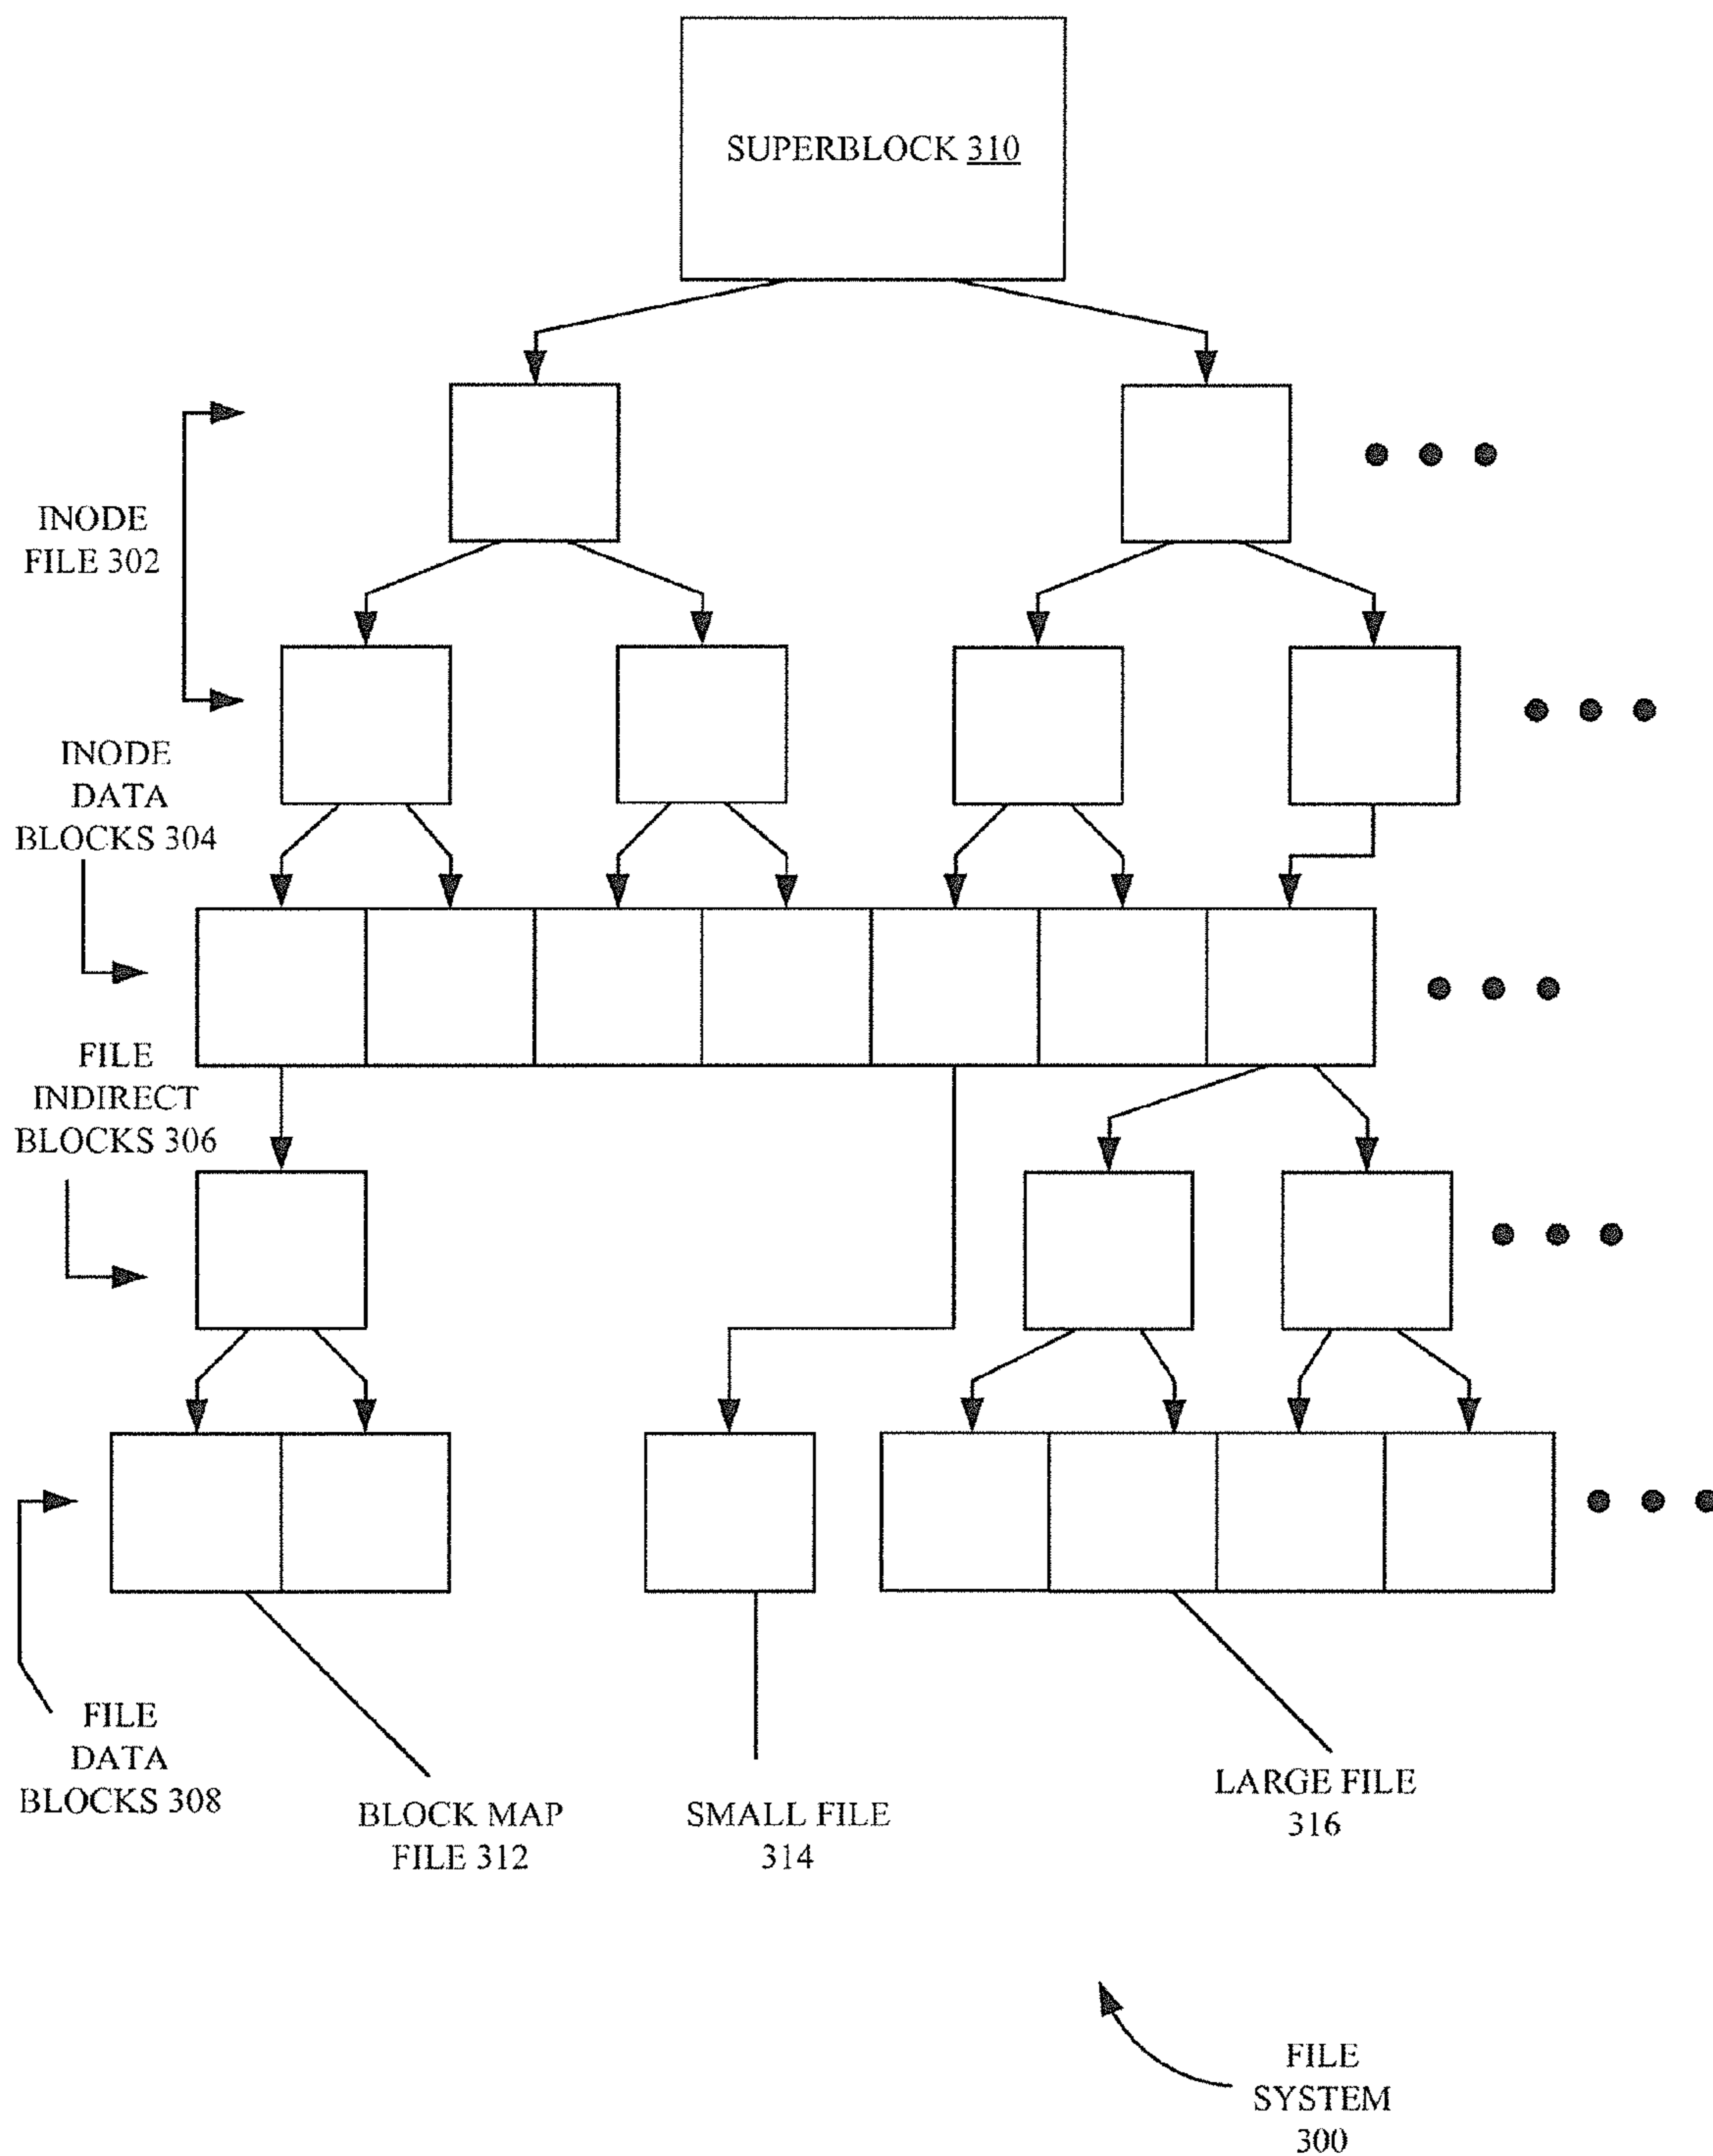 SUPERBLOCK 310
INODE
FILE 302
INODE
DATA
BLOCKS 304
FILE
INDIRECT
BLOCKS 306
FILE
DATA
BLOCKS 308
BLOCK MAP
FILE 312
SMALL FILE
314
LARGE FILE
316
FILE
SYSTEM
300